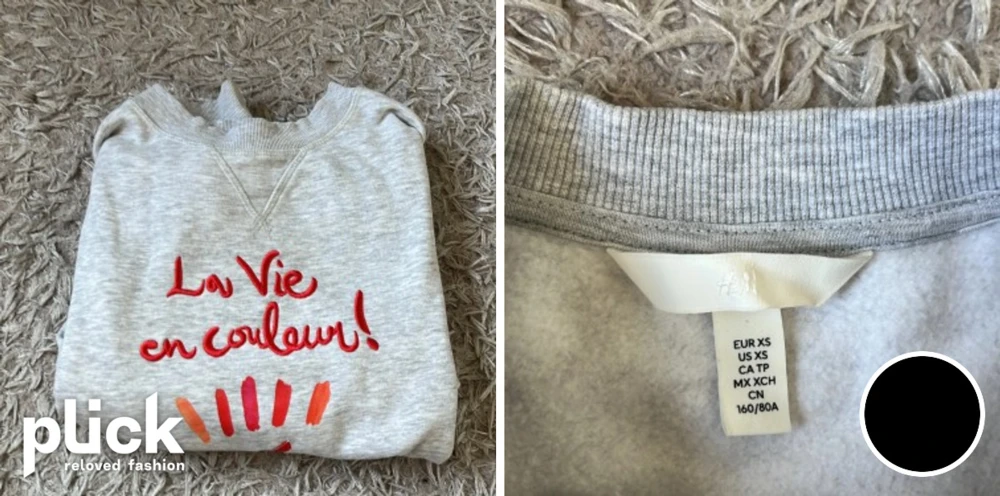 La Vie
en couleur!
plick
reloved fashion
H&M
EUR XS
US XS
CA TP
MX XCH
CN
160/80A